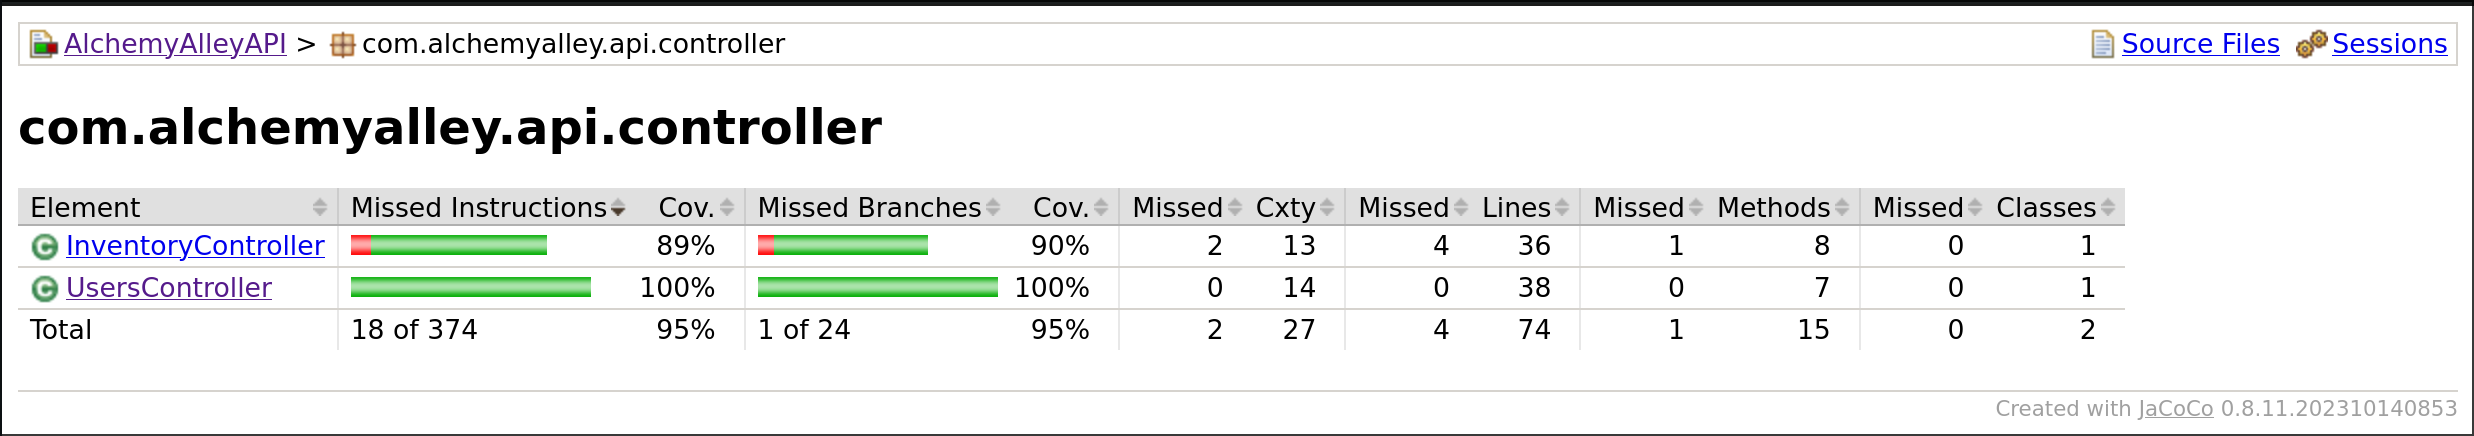 AlchemyAlleyAPI > com.alchemyalley.api.controller Source Files Sessions
com.alchemyalley.api.controller
Element Missed Instructions Cov. Missed Branches Cov. Missed Cxty Missed Lines Missed Methods Missed Classes
C InventoryController 89% 90% 2 13 4 36 1 8 0 1
C UsersController 100% 100% 0 14 0 38 0 7 0 1
Total 18 of 374 95% 1 of 24 95% 2 27 4 74 1 15 0 2
Created with JaCoCo 0.8.11.202310140853